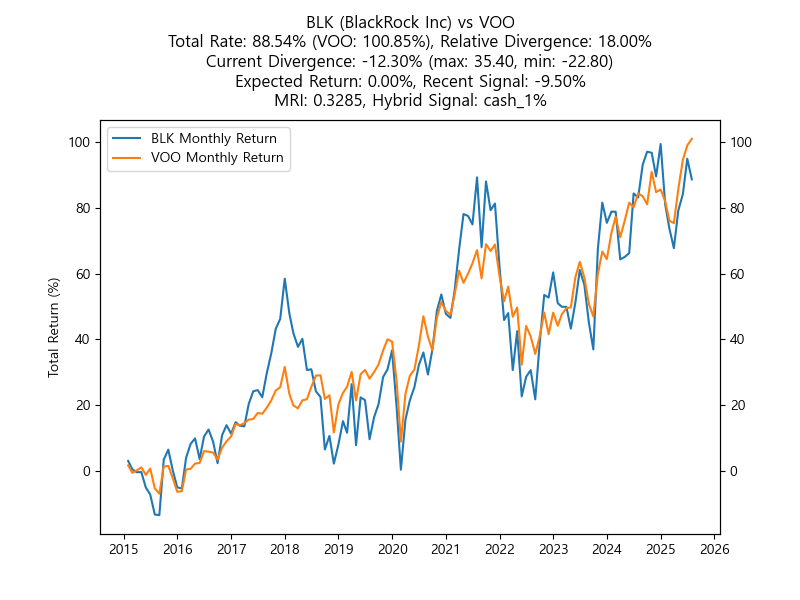 BLK (BlackRock Inc) vs VOO
Total Rate: 88.54% (VOO: 100.85%), Relative Divergence: 18.00%
Current Divergence: -12.30% (max: 35.40, min: -22.80)
Expected Return: 0.00%, Recent Signal: -9.50%
MRI: 0.3285, Hybrid Signal: cash_1%
BLK Monthly Return
VOO Monthly Return
Total Return (%)
100
80
60
40
20
0
100
80
60
40
20
0
2015 2016 2017 2018 2019 2020 2021 2022 2023 2024 2025 2026